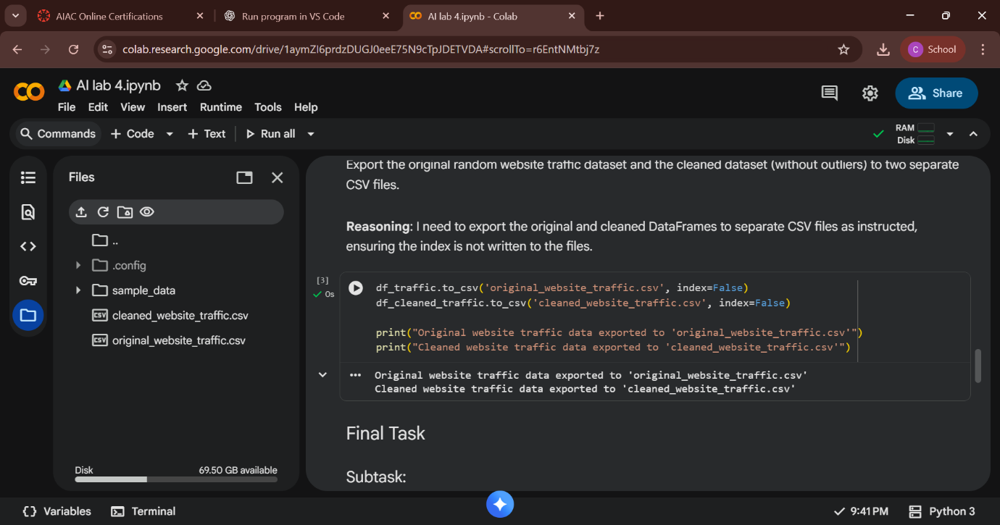 AIAC Online Certifications
Run program in VS Code
AI lab 4.ipynb - Colab
colab.research.google.com/drive/1aymZl6prdzDUGJ0eeE75N9cTpJDETVDA#scrollTo=r6EntNMtbj7z
C School
AI lab 4.ipynb
Share
File Edit View Insert Runtime Tools Help
Commands + Code + Text Run all
RAM
Disk
Files
..
.config
sample_data
cleaned_website_traffic.csv
original_website_traffic.csv
Disk 69.50 GB available
Export the original random website traffic dataset and the cleaned dataset (without outliers) to two separate
CSV files.
Reasoning: I need to export the original and cleaned DataFrames to separate CSV files as instructed,
ensuring the index is not written to the files.
[3]
0s
df_traffic.to_csv('original_website_traffic.csv', index=False)
df_cleaned_traffic.to_csv('cleaned_website_traffic.csv', index=False)
print("Original website traffic data exported to 'original_website_traffic.csv'")
print("Cleaned website traffic data exported to 'cleaned_website_traffic.csv'")
Original website traffic data exported to 'original_website_traffic.csv'
Cleaned website traffic data exported to 'cleaned_website_traffic.csv'
Final Task
Subtask:
Variables Terminal
9:41 PM Python 3